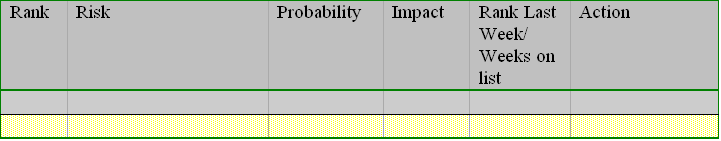 Rank Risk Probability Impact Rank Last
Week/
Weeks on
list Action